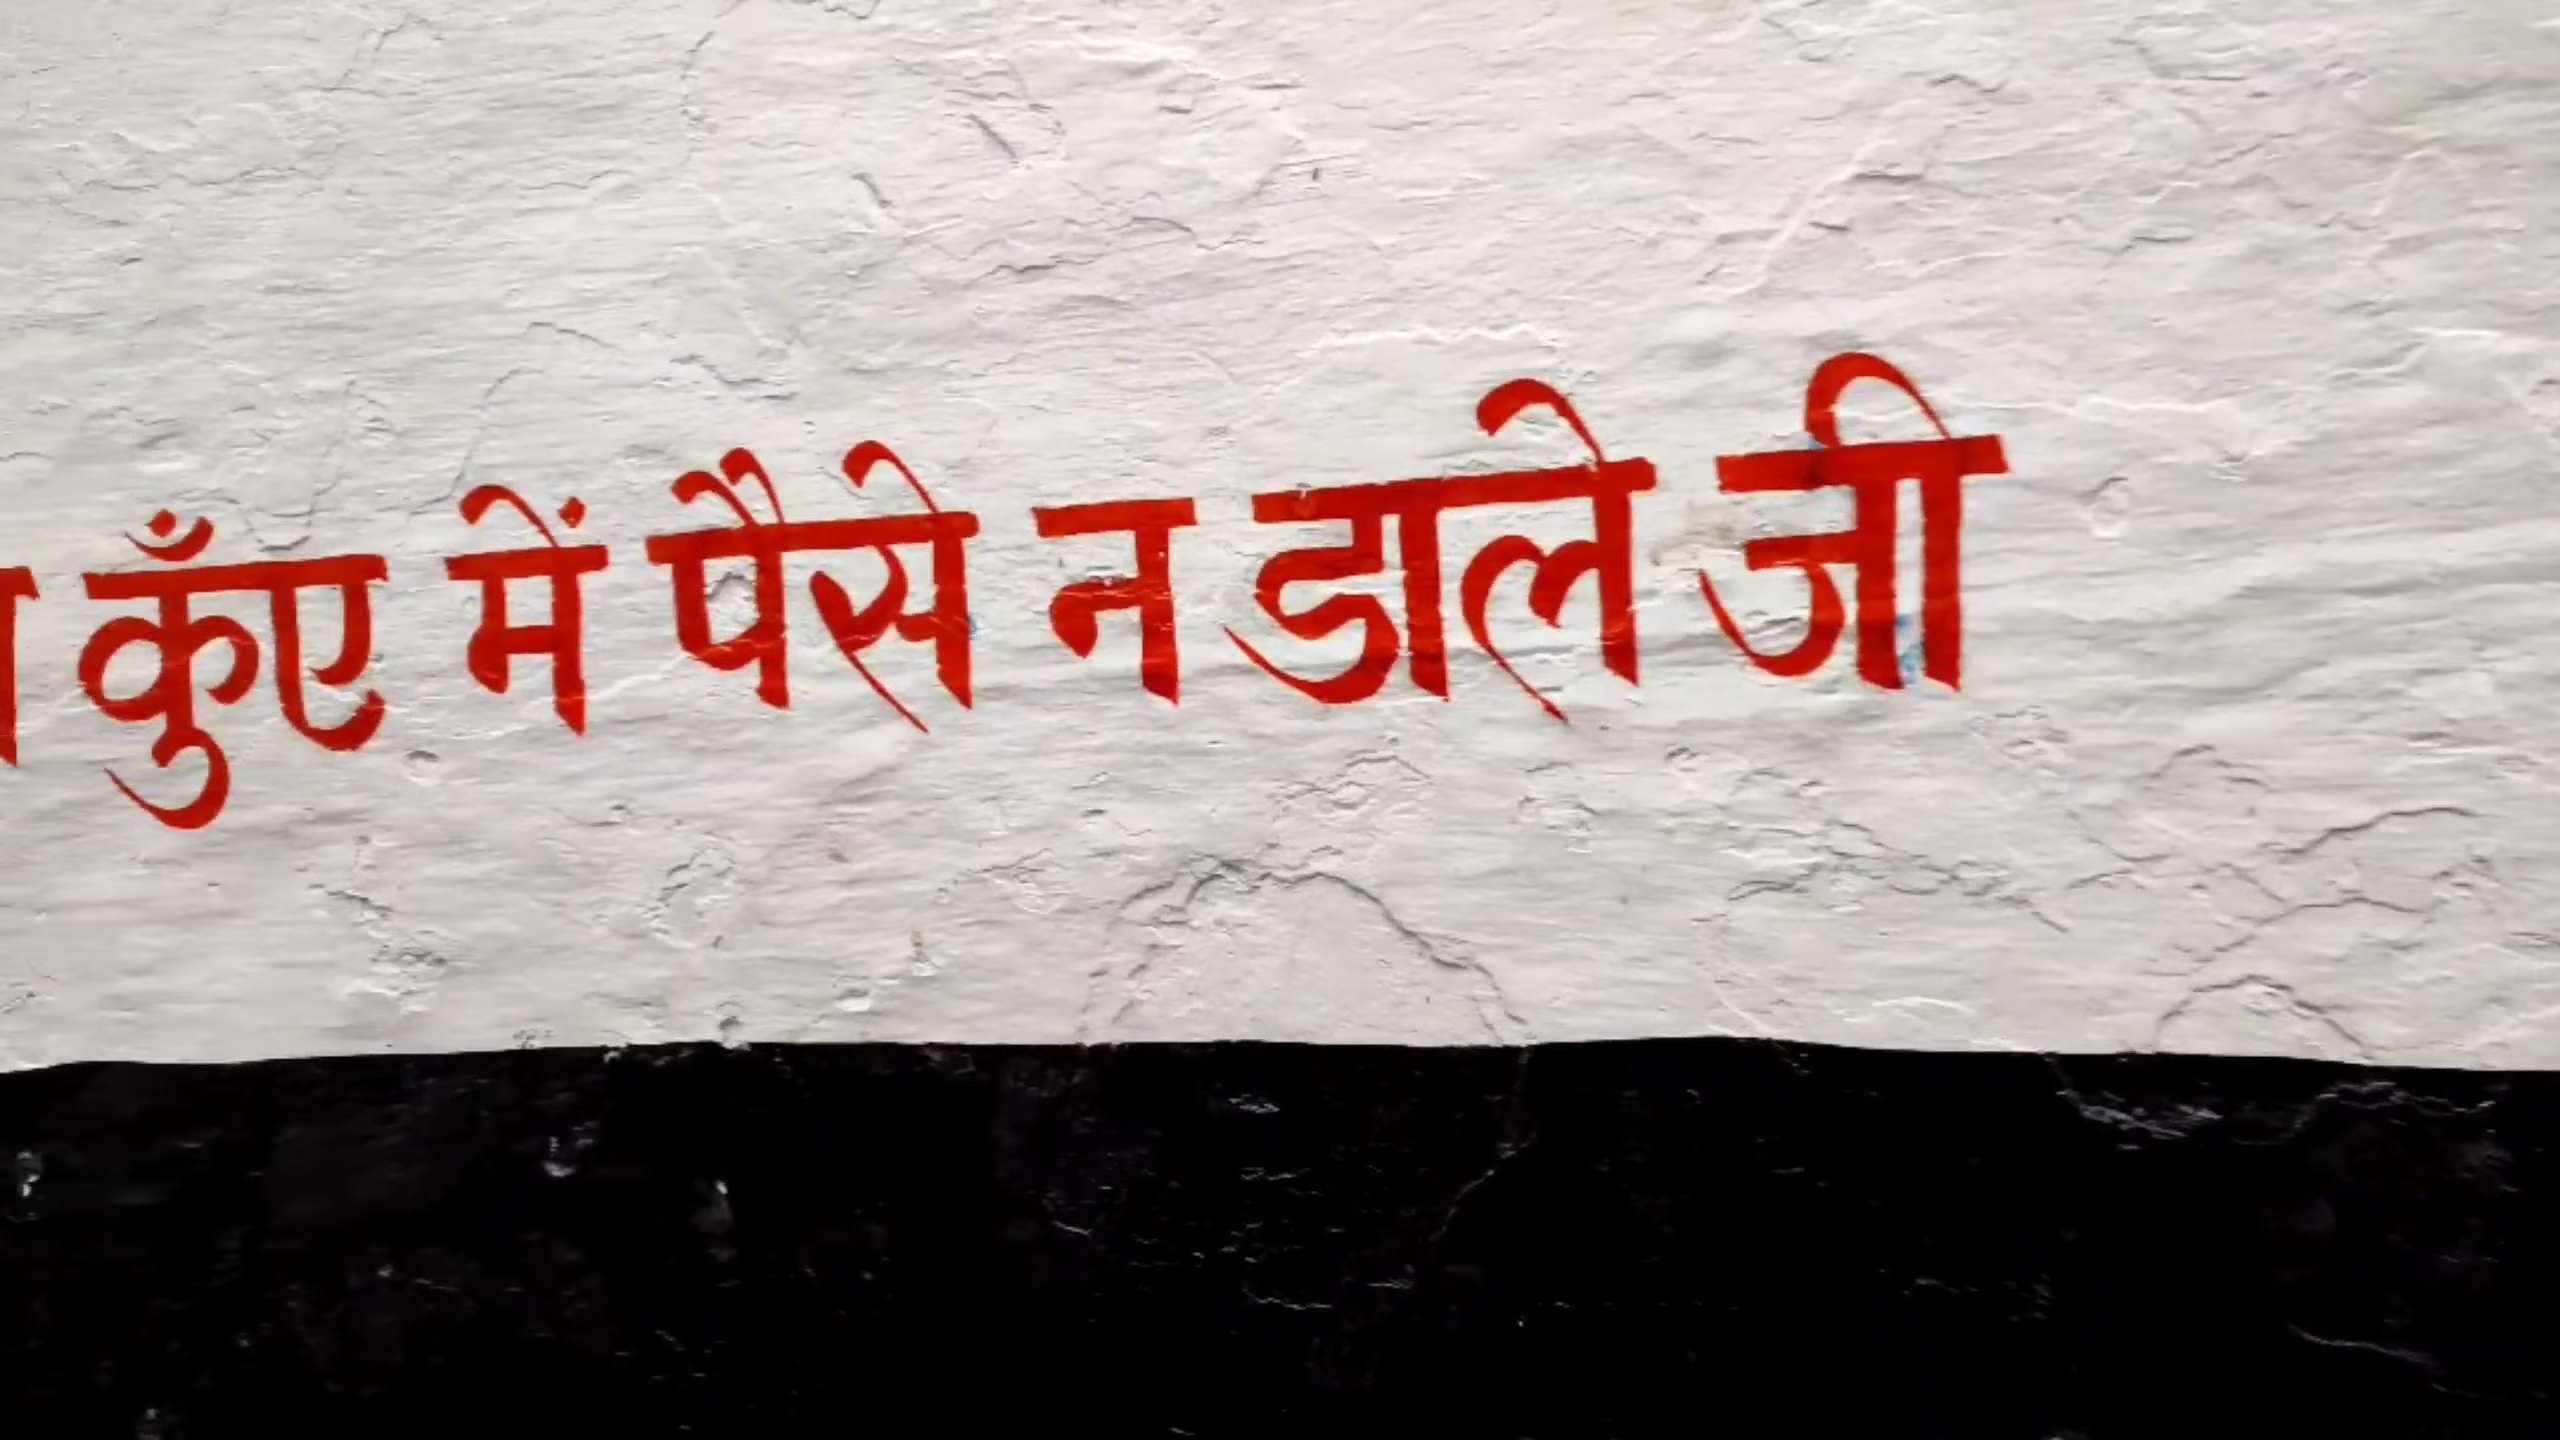 कुँए में पैसे न डाले जी